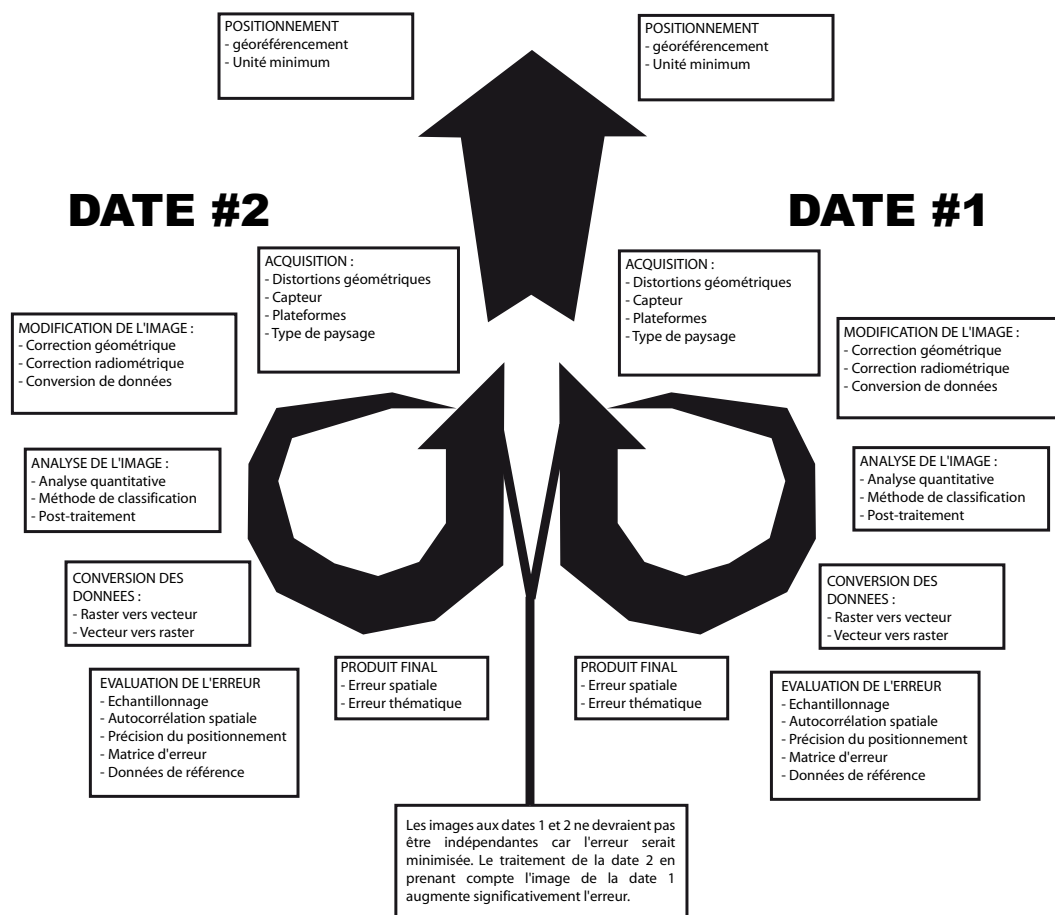 POSITIONNEMENT
- géoréférencement
- Unité minimum
POSITIONNEMENT
- géoréférencement
- Unité minimum
DATE #2
DATE #1
ACQUISITION :
- Distortions géométriques
- Capteur
- Plateformes
- Type de paysage
ACQUISITION :
- Distortions géométriques
- Capteur
- Plateformes
- Type de paysage
MODIFICATION DE L'IMAGE :
- Correction géométrique
- Correction radiométrique
- Conversion de données
MODIFICATION DE L'IMAGE :
- Correction géométrique
- Correction radiométrique
- Conversion de données
ANALYSE DE L'IMAGE :
- Analyse quantitative
- Méthode de classification
- Post-traitement
ANALYSE DE L'IMAGE :
- Analyse quantitative
- Méthode de classification
- Post-traitement
CONVERSION DES
DONNEES :
- Raster vers vecteur
- Vecteur vers raster
CONVERSION DES
DONNEES :
- Raster vers vecteur
- Vecteur vers raster
PRODUIT FINAL
- Erreur spatiale
- Erreur thématique
PRODUIT FINAL
- Erreur spatiale
- Erreur thématique
EVALUATION DE L'ERREUR
- Echantillonnage
- Autocorrélation spatiale
- Précision du positionnement
- Matrice d'erreur
- Données de référence
EVALUATION DE L'ERREUR
- Echantillonnage
- Autocorrélation spatiale
- Précision du positionnement
- Matrice d'erreur
- Données de référence
Les images aux dates 1 et 2 ne devraient pas
être indépendantes car l'erreur serait
minimisée. Le traitement de la date 2 en
prenant compte l'image de la date 1
augmente significativement l'erreur.